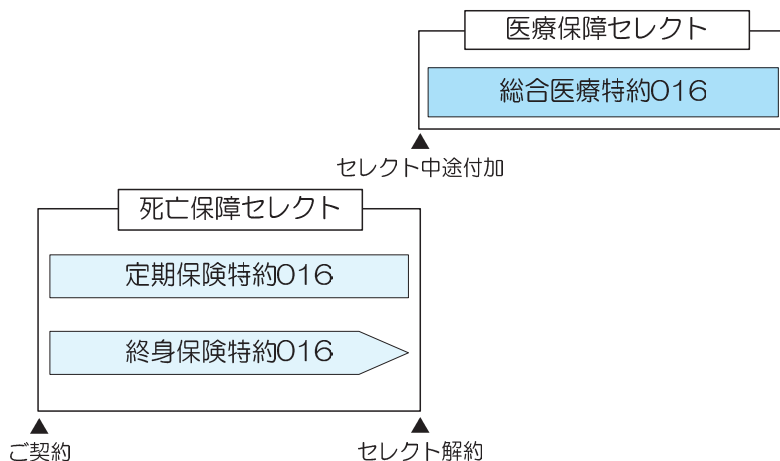 医療保障セレクト
総合医療特約016
▲
セレクト中途付加
死亡保障セレクト
定期保険特約016
終身保険特約016
▲
ご契約
▲
セレクト解約